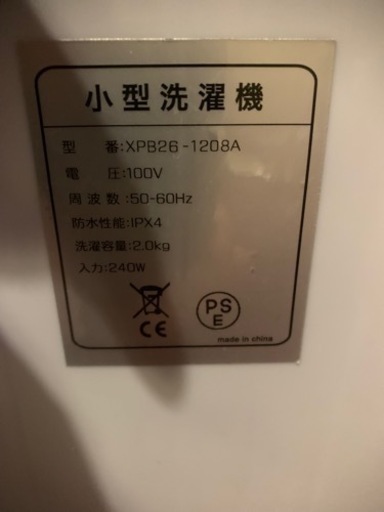 小型洗濯機
型 番:XPB26-1208A
電 圧:100V
周波数:50-60Hz
防水性能:IPX4
洗濯容量:2.0kg
入力:240W
CE
PS
E
made in china